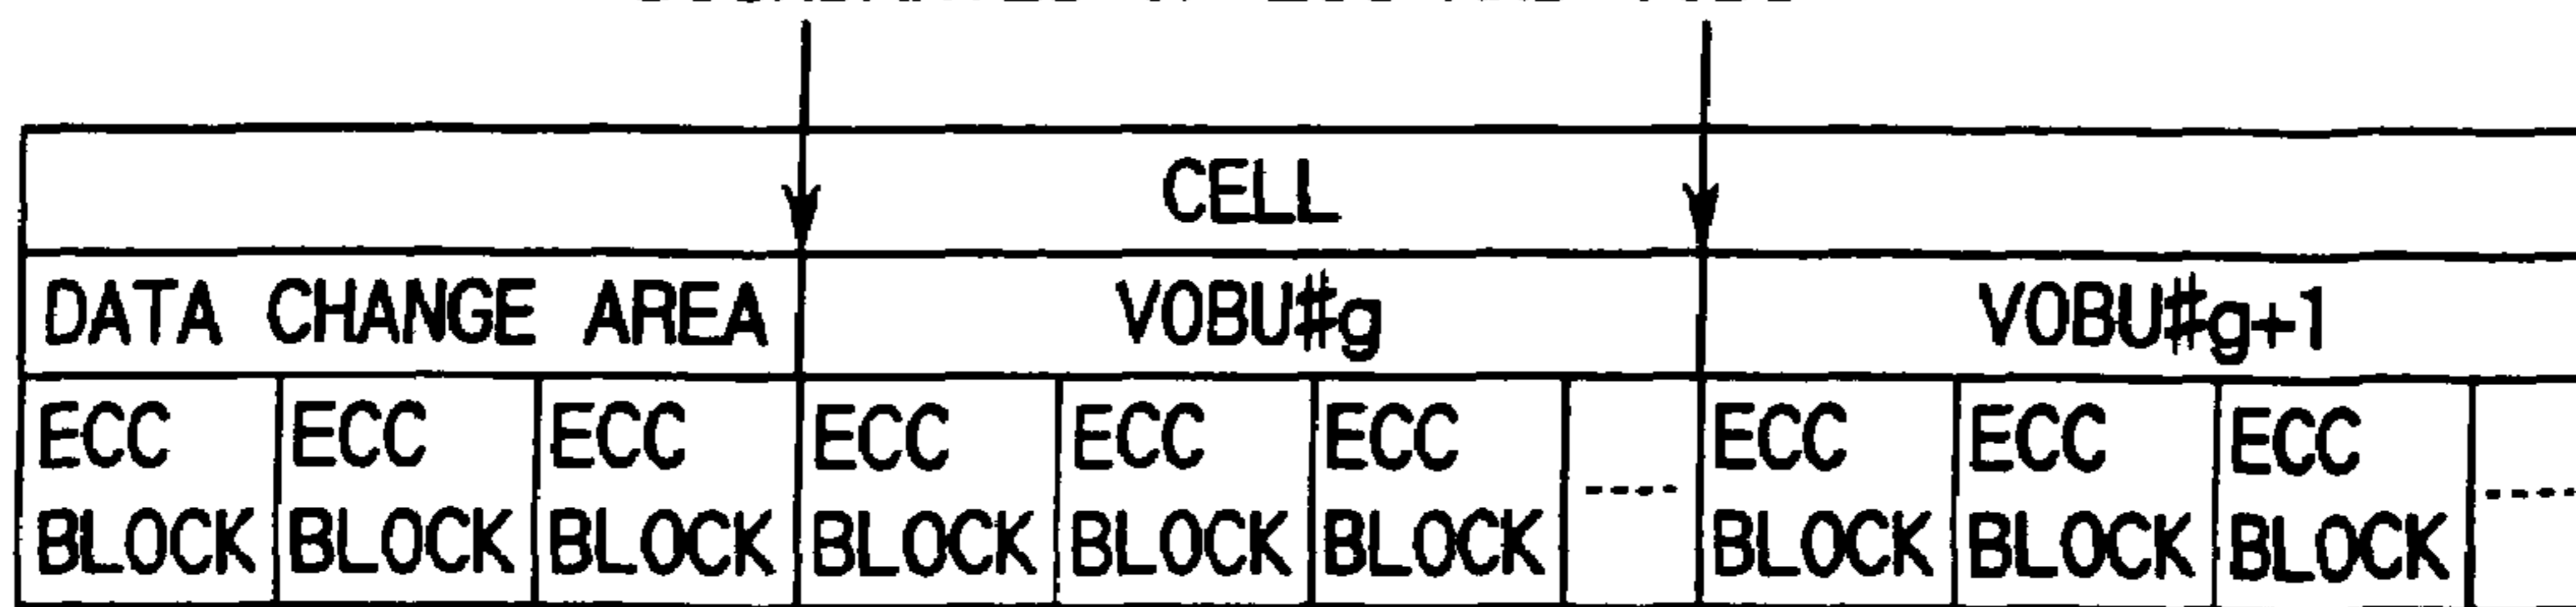 CELL
DATA CHANGE AREA VOBU#g VOBU#g+1
ECC ECC ECC ECC ECC ECC ECC ECC ECC
BLOCK BLOCK BLOCK BLOCK BLOCK BLOCK ---- BLOCK BLOCK BLOCK ----